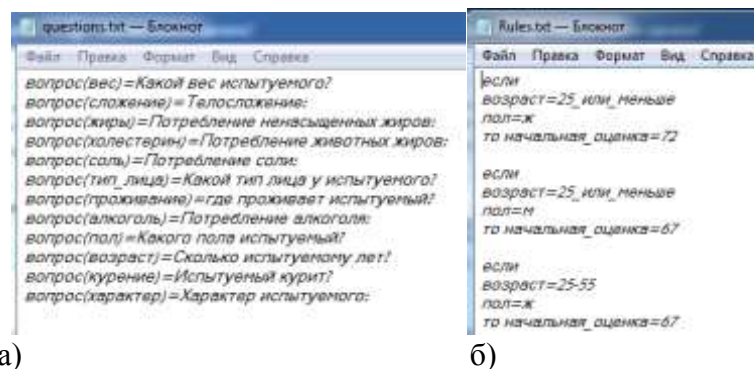 questions.txt — Блокнот
Файл Правка Формат Вид Справка
вопрос(вес)=Какой вес испытуемого?
вопрос(сложение)=Телосложение:
вопрос(жиры)=Потребление ненасыщенных жиров:
вопрос(холестерин)=Потребление животных жиров:
вопрос(соль)=Потребление соли:
вопрос(тип_лица)=Какой тип лица у испытуемого?
вопрос(проживание)=где проживает испытуемый?
вопрос(алкоголь)=Потребление алкоголя:
вопрос(пол)=Какого пола испытуемый?
вопрос(возраст)=Сколько испытуемому лет?
вопрос(курение)=Испытуемый курит?
вопрос(характер)=Характер испытуемого:
а)
Rules.txt — Блокнот
Файл Правка Формат Вид Справка
если
возраст=25_или_меньше
пол=ж
то начальная_оценка=72
если
возраст=25_или_меньше
пол=м
то начальная_оценка=67
если
возраст=25-55
пол=ж
то начальная_оценка=67
б)